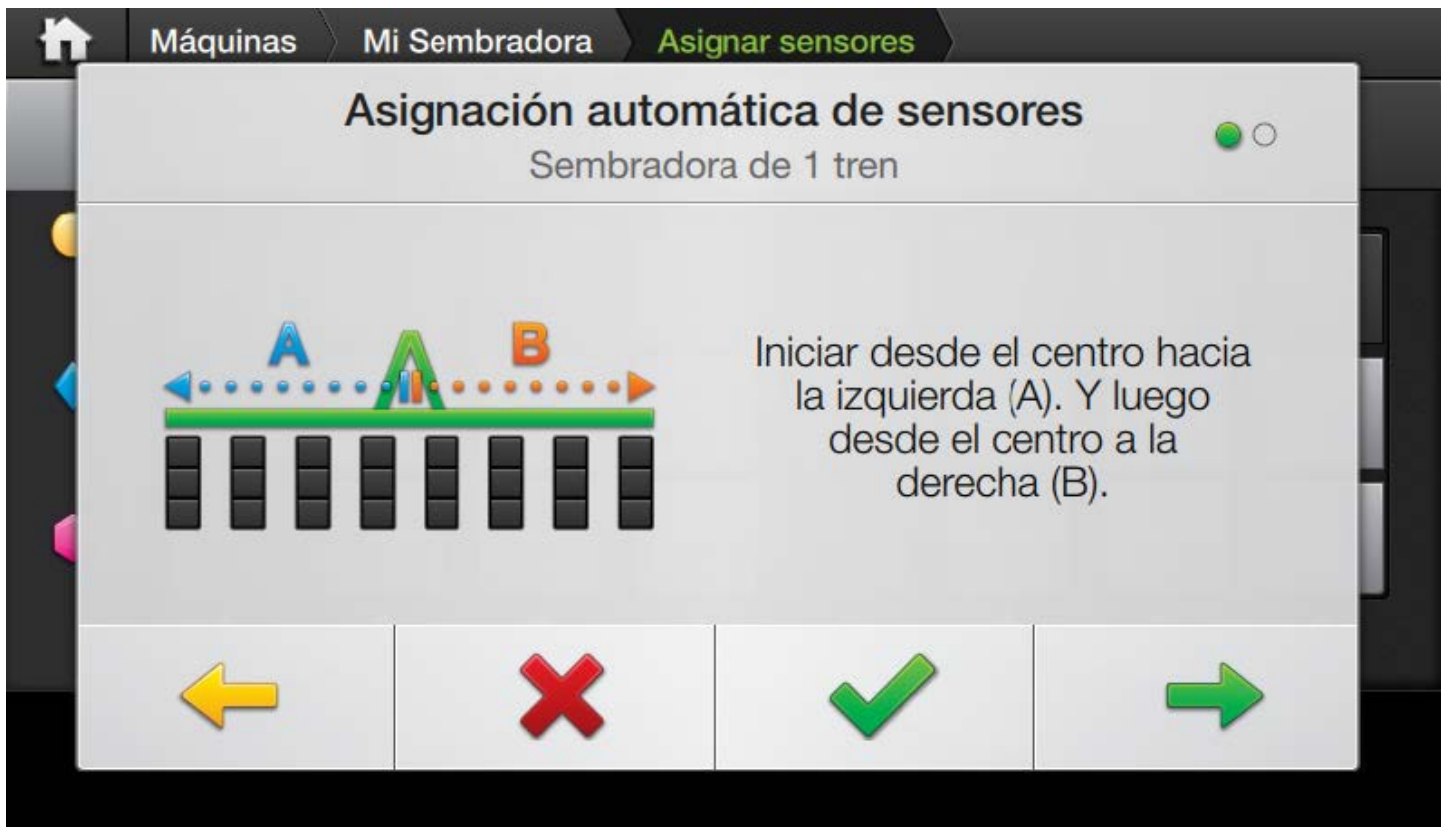 Máquinas Mi Sembradora Asignar sensores
Asignación automática de sensores
Sembradora de 1 tren
A B
Iniciar desde el centro hacia
la izquierda (A). Y luego
desde el centro a la
derecha (B).